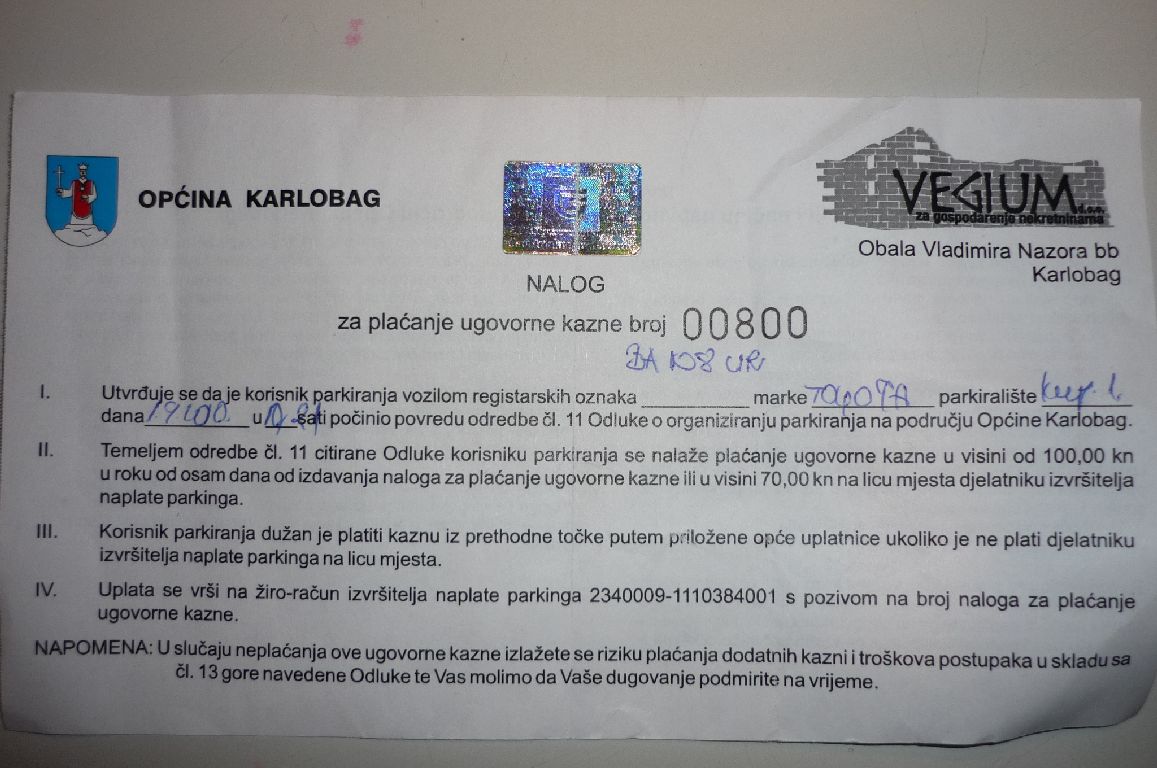 OPĆINA KARLOBAG
VEGIUM d.o.o.
za gospodarenje nekretninama
Obala Vladimira Nazora bb
Karlobag
NALOG
za plaćanje ugovorne kazne broj 00800
BA 108 UR
I. Utvrđuje se da je korisnik parkiranja vozilom registarskih oznaka __________ marke TOYOTA parkiralište
dana u sati počinio povredu odredbe čl. 11 Odluke o organiziranju parkiranja na području Općine Karlobag.
II. Temeljem odredbe čl. 11 citirane Odluke korisniku parkiranja se nalaže plaćanje ugovorne kazne u visini od 100,00 kn
u roku od osam dana od izdavanja naloga za plaćanje ugovorne kazne ili u visini 70,00 kn na licu mjesta djelatniku izvršitelja
naplate parkinga.
III. Korisnik parkiranja dužan je platiti kaznu iz prethodne točke putem priložene opće uplatnice ukoliko je ne plati djelatniku
izvršitelja naplate parkinga na licu mjesta.
IV. Uplata se vrši na žiro-račun izvršitelja naplate parkinga 2340009-1110384001 s pozivom na broj naloga za plaćanje
ugovorne kazne.
NAPOMENA: U slučaju neplaćanja ove ugovorne kazne izlažete se riziku plaćanja dodatnih kazni i troškova postupaka u skladu sa
čl. 13 gore navedene Odluke te Vas molimo da Vaše dugovanje podmirite na vrijeme.